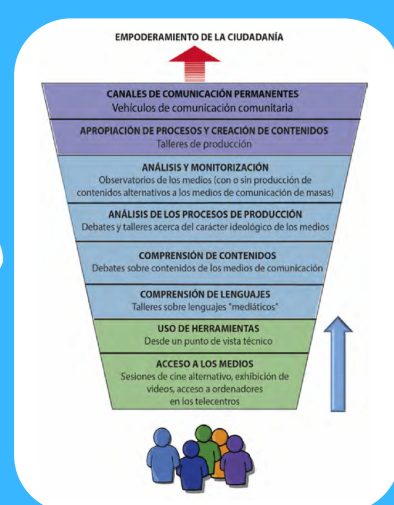 EMPODERAMIENTO DE LA CIUDADANÍA
CANALES DE COMUNICACIÓN PERMANENTES
Vehículos de comunicación comunitaria
APROPIACIÓN DE PROCESOS Y CREACIÓN DE CONTENIDOS
Talleres de producción
ANÁLISIS Y MONITORIZACIÓN
Observatorios de los medios (con o sin producción de
contenidos alternativos a los medios de comunicación de masas)
ANÁLISIS DE LOS PROCESOS DE PRODUCCIÓN
Debates y talleres acerca del carácter ideológico de los medios
COMPRENSIÓN DE CONTENIDOS
Debates sobre contenidos de los medios de comunicación
COMPRENSIÓN DE LENGUAJES
Talleres sobre lenguajes "mediáticos"
USO DE HERRAMIENTAS
Desde un punto de vista técnico
ACCESO A LOS MEDIOS
Sesiones de cine alternativo, exhibición de
videos, acceso a ordenadores
en los telecentros